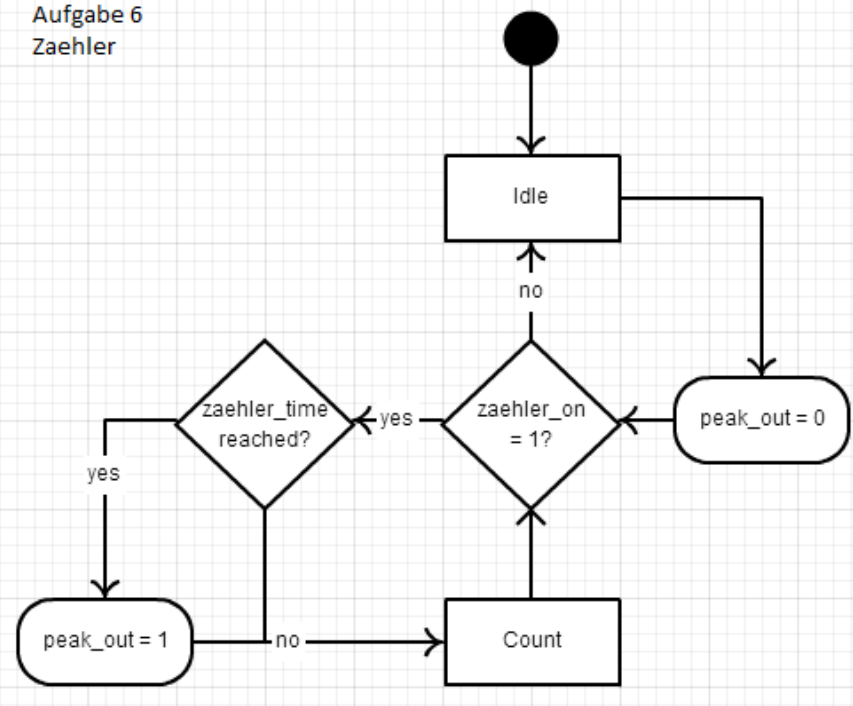 Aufgabe 6
Zaehler
Idle
no
zaehler_time
reached?
yes
zaehler_on
= 1?
peak_out = 0
yes
peak_out = 1
no
Count